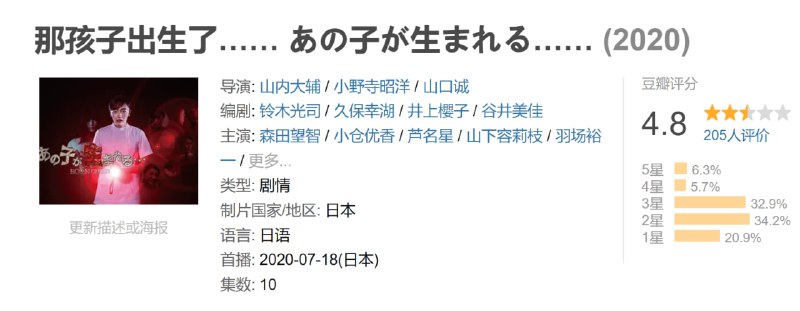 那孩子出生了…… あの子が生まれる…… (2020)
あの子が生まれる…
更新描述或海报
导演: 山内大辅 / 小野寺昭洋 / 山口诚
编剧: 铃木光司 / 久保幸湖 / 井上樱子 / 谷井美佳
主演: 森田望智 / 小仓优香 / 芦名星 / 山下容莉枝 / 羽场裕
一 / 更多...
类型: 剧情
制片国家/地区: 日本
语言: 日语
首播: 2020-07-18(日本)
集数: 10
豆瓣评分
4.8
205人评价
5星 6.3%
4星 5.7%
3星 32.9%
2星 34.2%
1星 20.9%